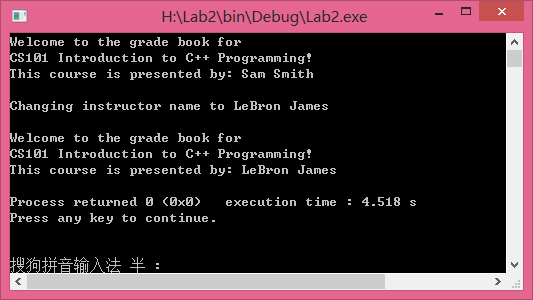 H:\Lab2\bin\Debug\Lab2.exe
Welcome to the grade book for
CS101 Introduction to C++ Programming!
This course is presented by: Sam Smith
Changing instructor name to LeBron James
Welcome to the grade book for
CS101 Introduction to C++ Programming!
This course is presented by: LeBron James
Process returned 0 (0x0)   execution time : 4.518 s
Press any key to continue.
搜狗拼音输入法 半 :